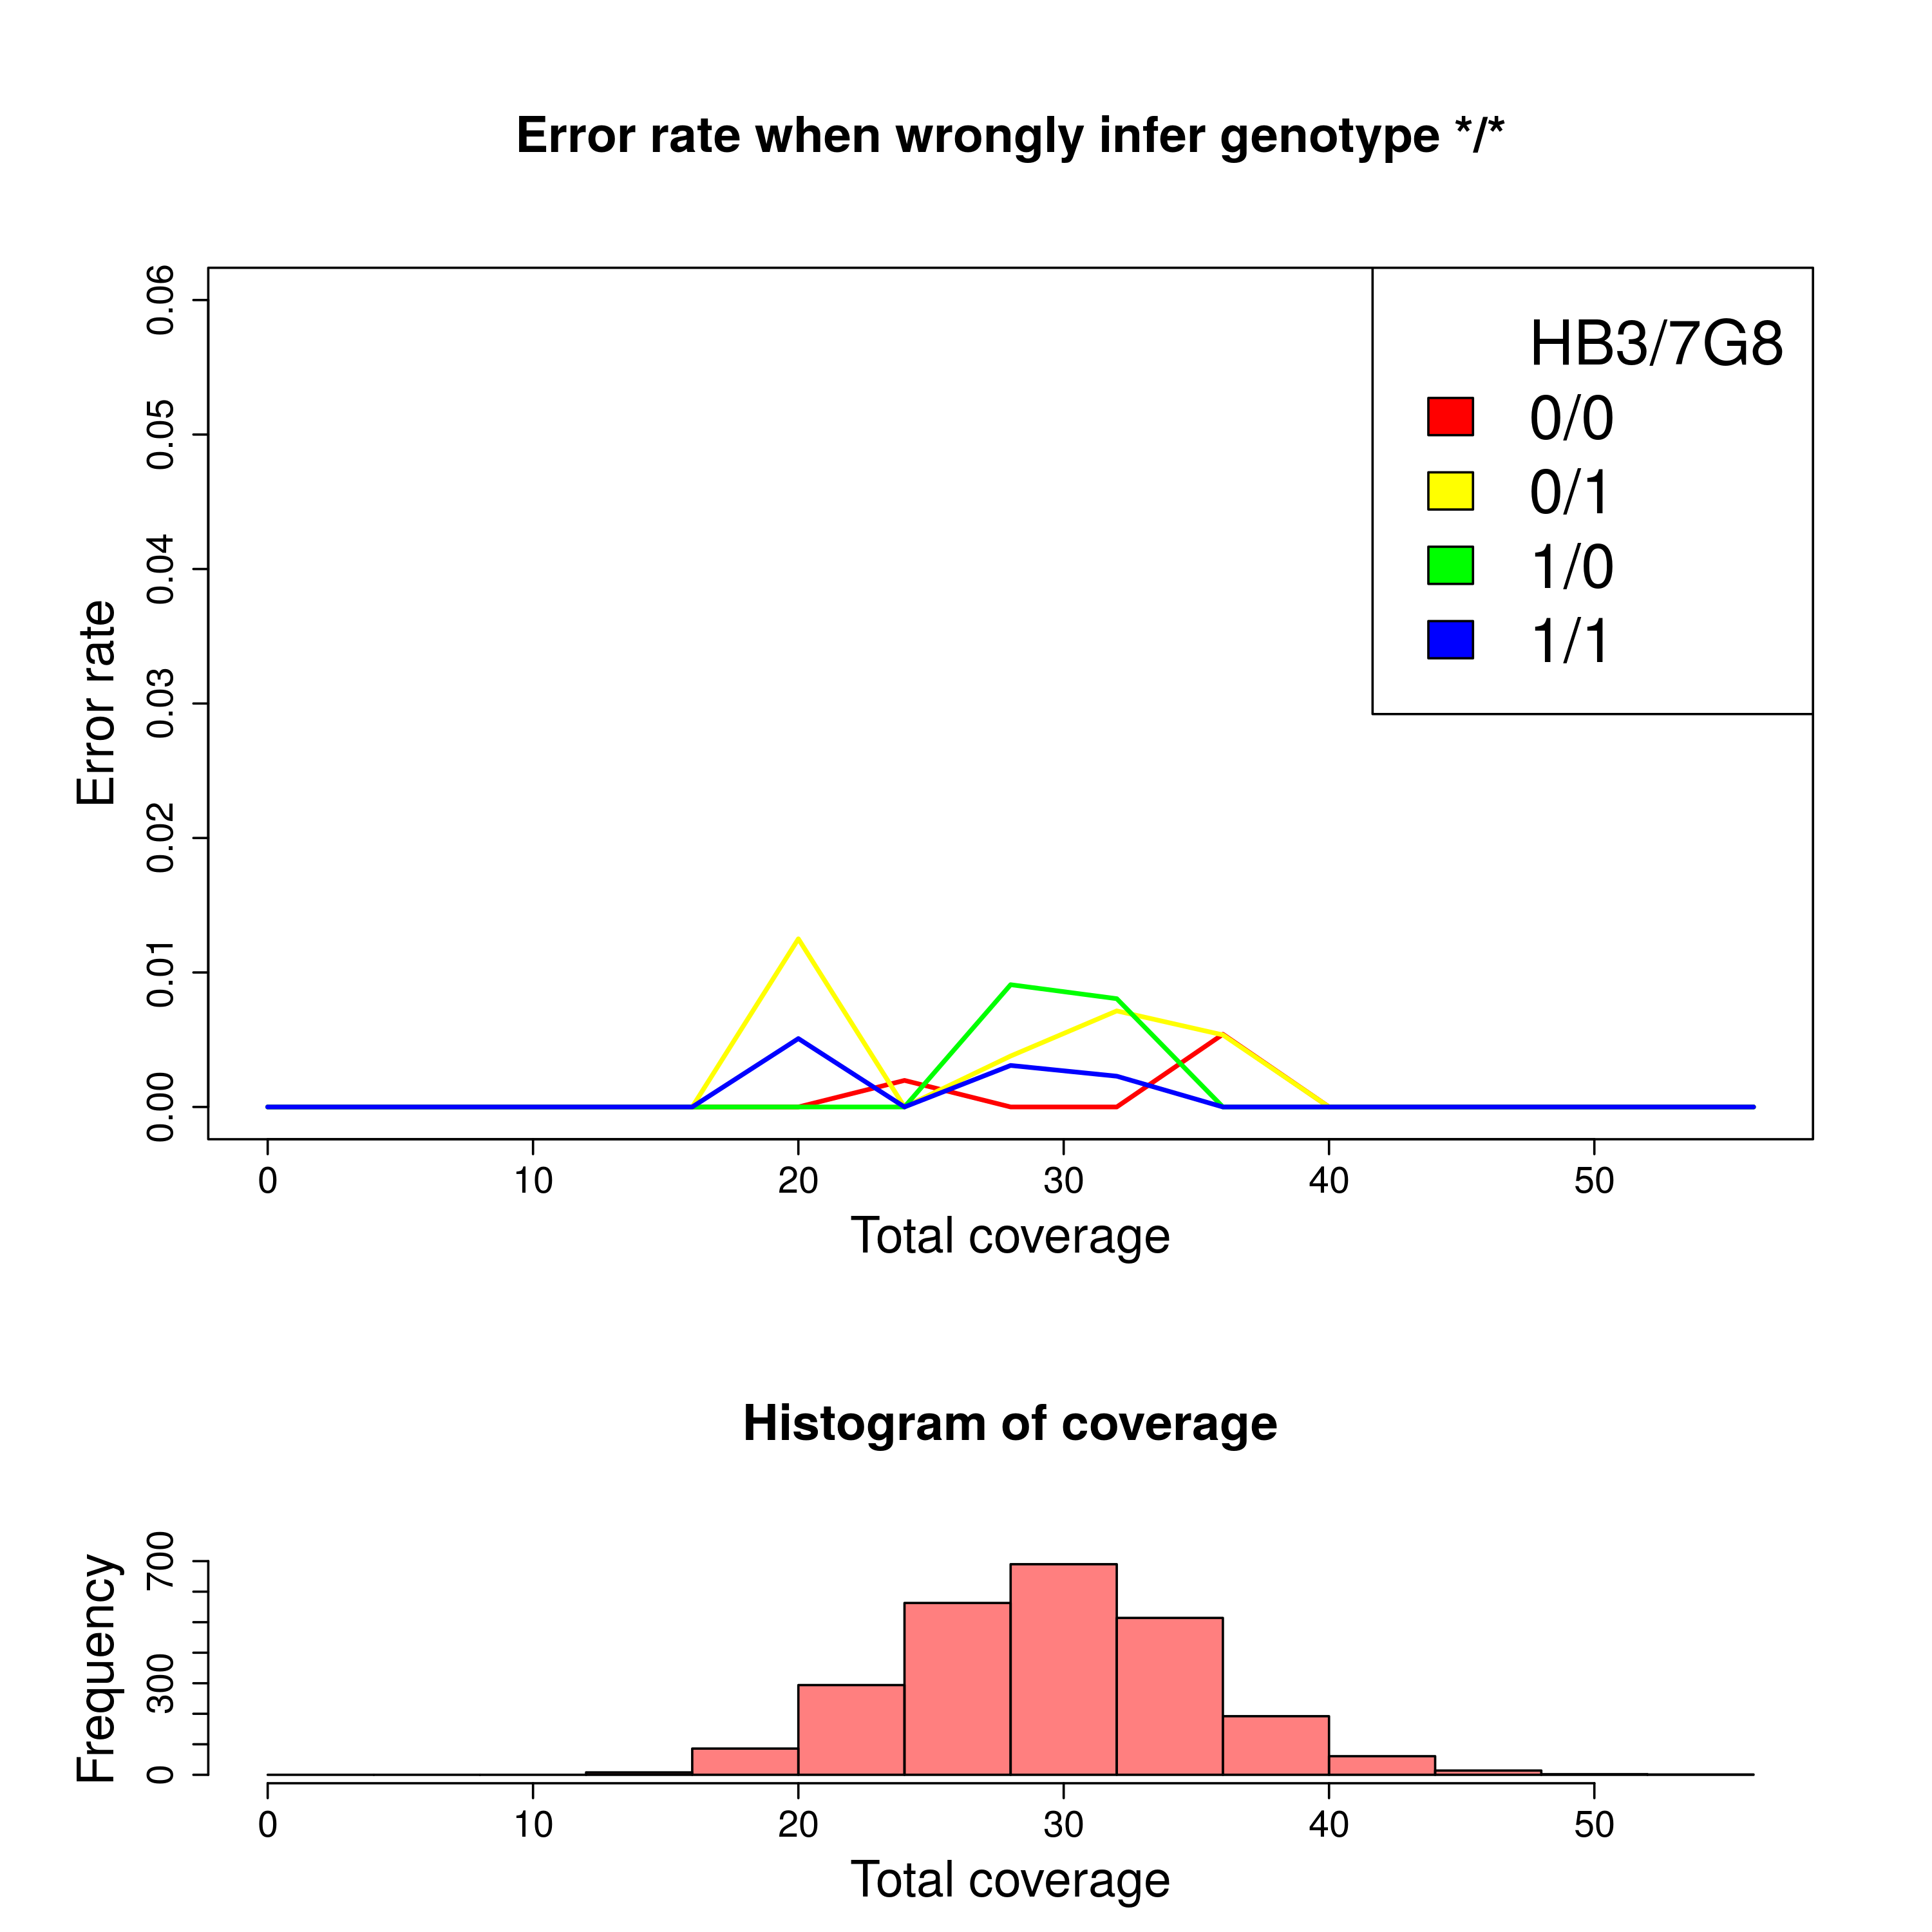 Error rate when wrongly infer genotype */*
0.06
0.05
0.04
0.03
0.02
0.01
0.00
Error rate
HB3/7G8
0/0
0/1
1/0
1/1
0 10 20 30 40 50
Total coverage
Histogram of coverage
700
300
0
Frequency
0 10 20 30 40 50
Total coverage